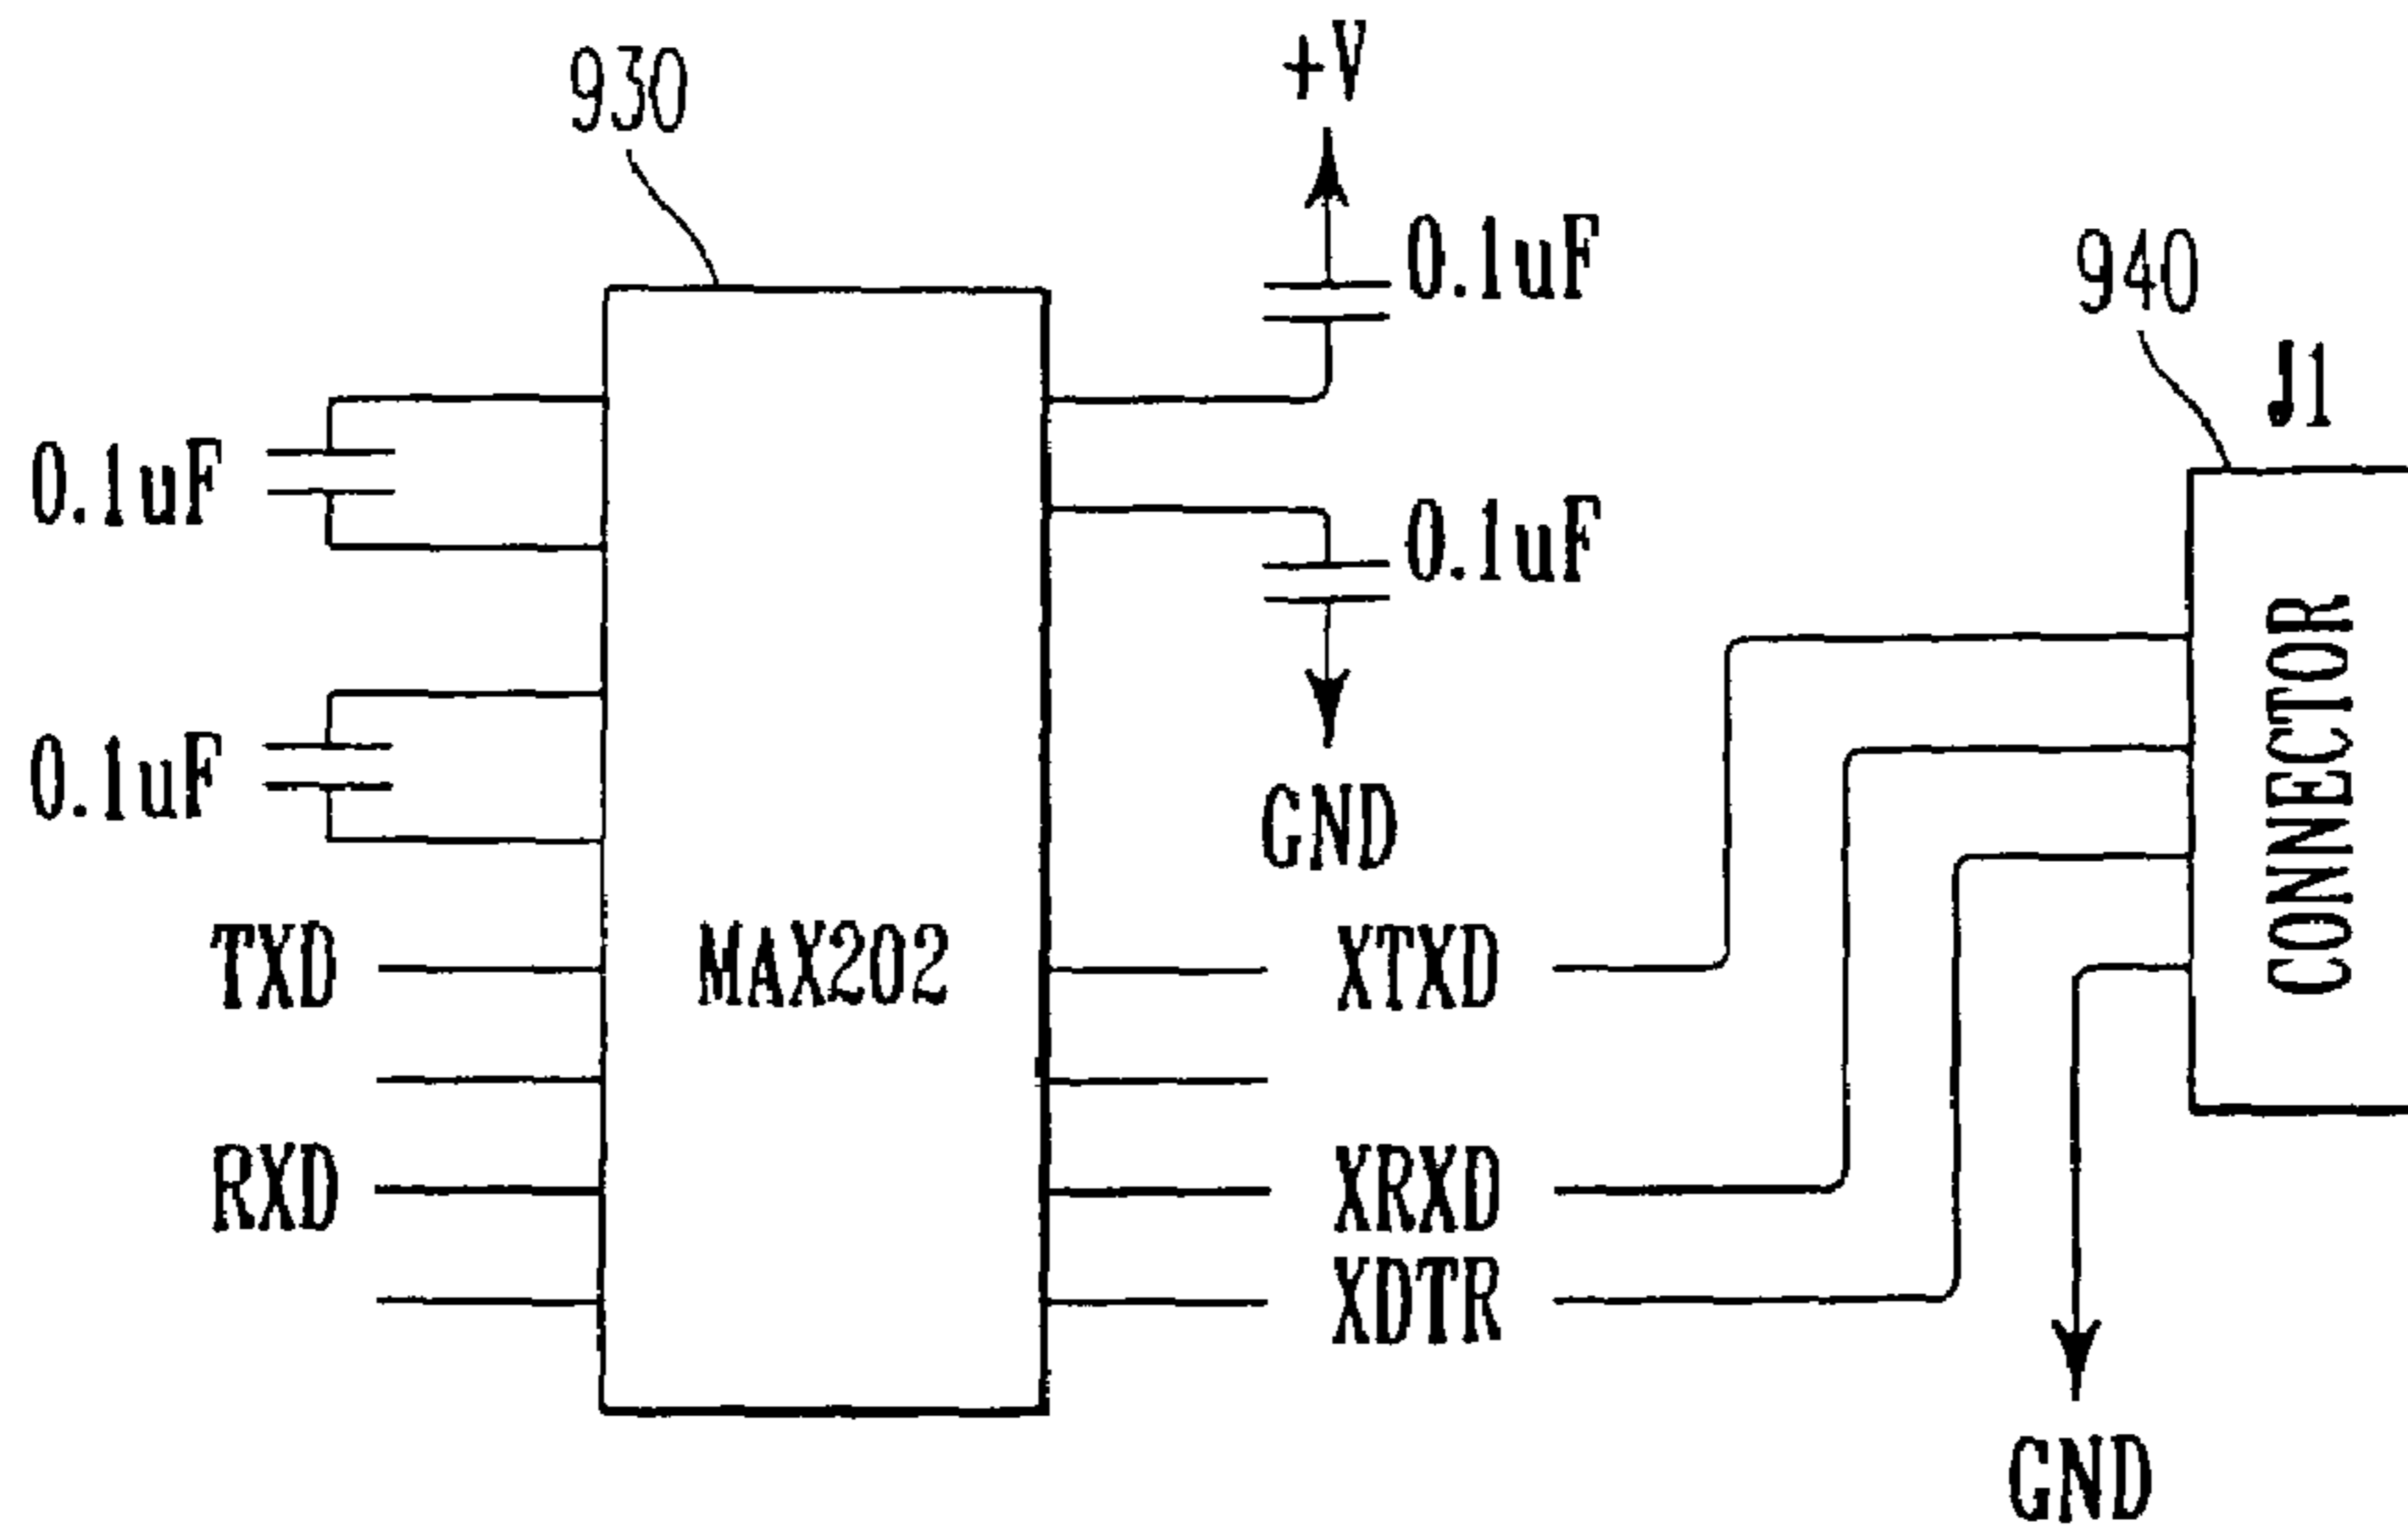 +V
930
0.1uF
940
J1
0.1uF
0.1uF
CONNECTOR
0.1uF
GND
TXD
MAX202
XTXD
RXD
XRXD
XDTR
GND